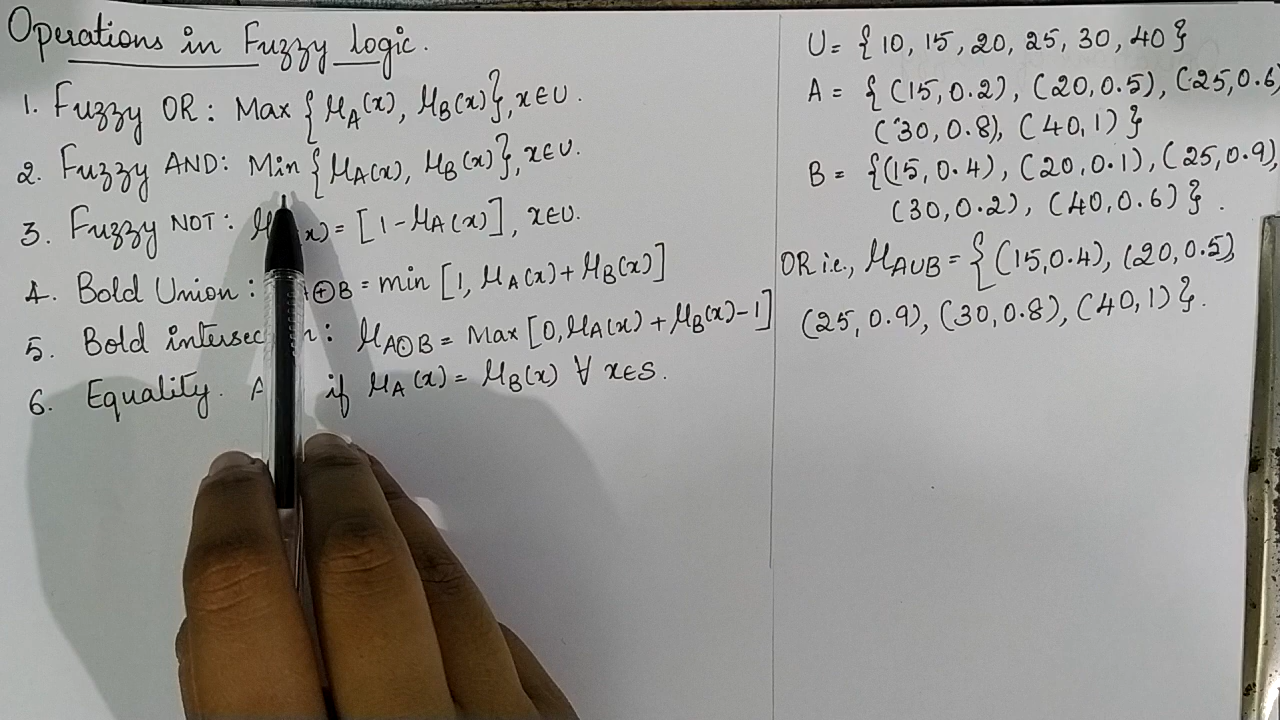 Operations in Fuzzy Logic.
1. Fuzzy OR : Max { μA(x), μB(x)}, x∈U.
2. Fuzzy AND: Min { μA(x), μB(x)}, x∈U.
3. Fuzzy NOT : (x) = [1-μA(x)], x∈U.
4. Bold Union : ⊕B = min [1, μA(x) + μB(x)]
5. Bold : μA⊙B = Max [0, μA(x) + μB(x) - 1]
6. Equality. A if μA(x) = μB(x) ∀ x∈S.
U = { 10, 15, 20, 25, 30, 40 }
A = { (15, 0.2), (20, 0.5), (25, 0.6
(30, 0.8), (40, 1) }
B = {(15, 0.4), (20, 0.1), (25, 0.9),
(30, 0.2), (40, 0.6) } .
OR i.e., μAUB = { (15, 0.4), (20, 0.5),
(25, 0.9), (30, 0.8), (40, 1) } .